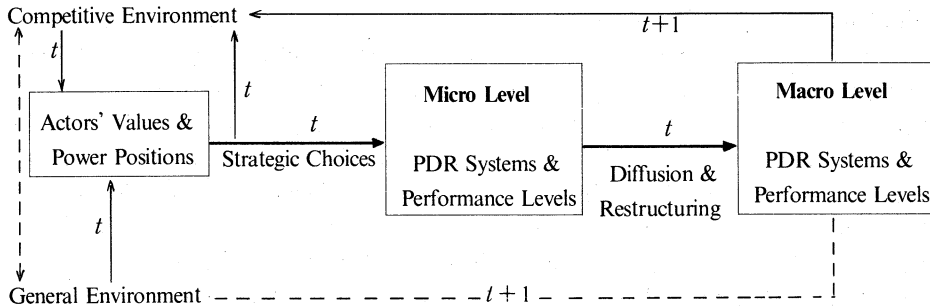 Competitive Environment
t+1
t
t
Actors' Values &
Power Positions
t
Strategic Choices
Micro Level
PDR Systems &
Performance Levels
t
Diffusion &
Restructuring
Macro Level
PDR Systems &
Performance Levels
t
General Environment
t+1